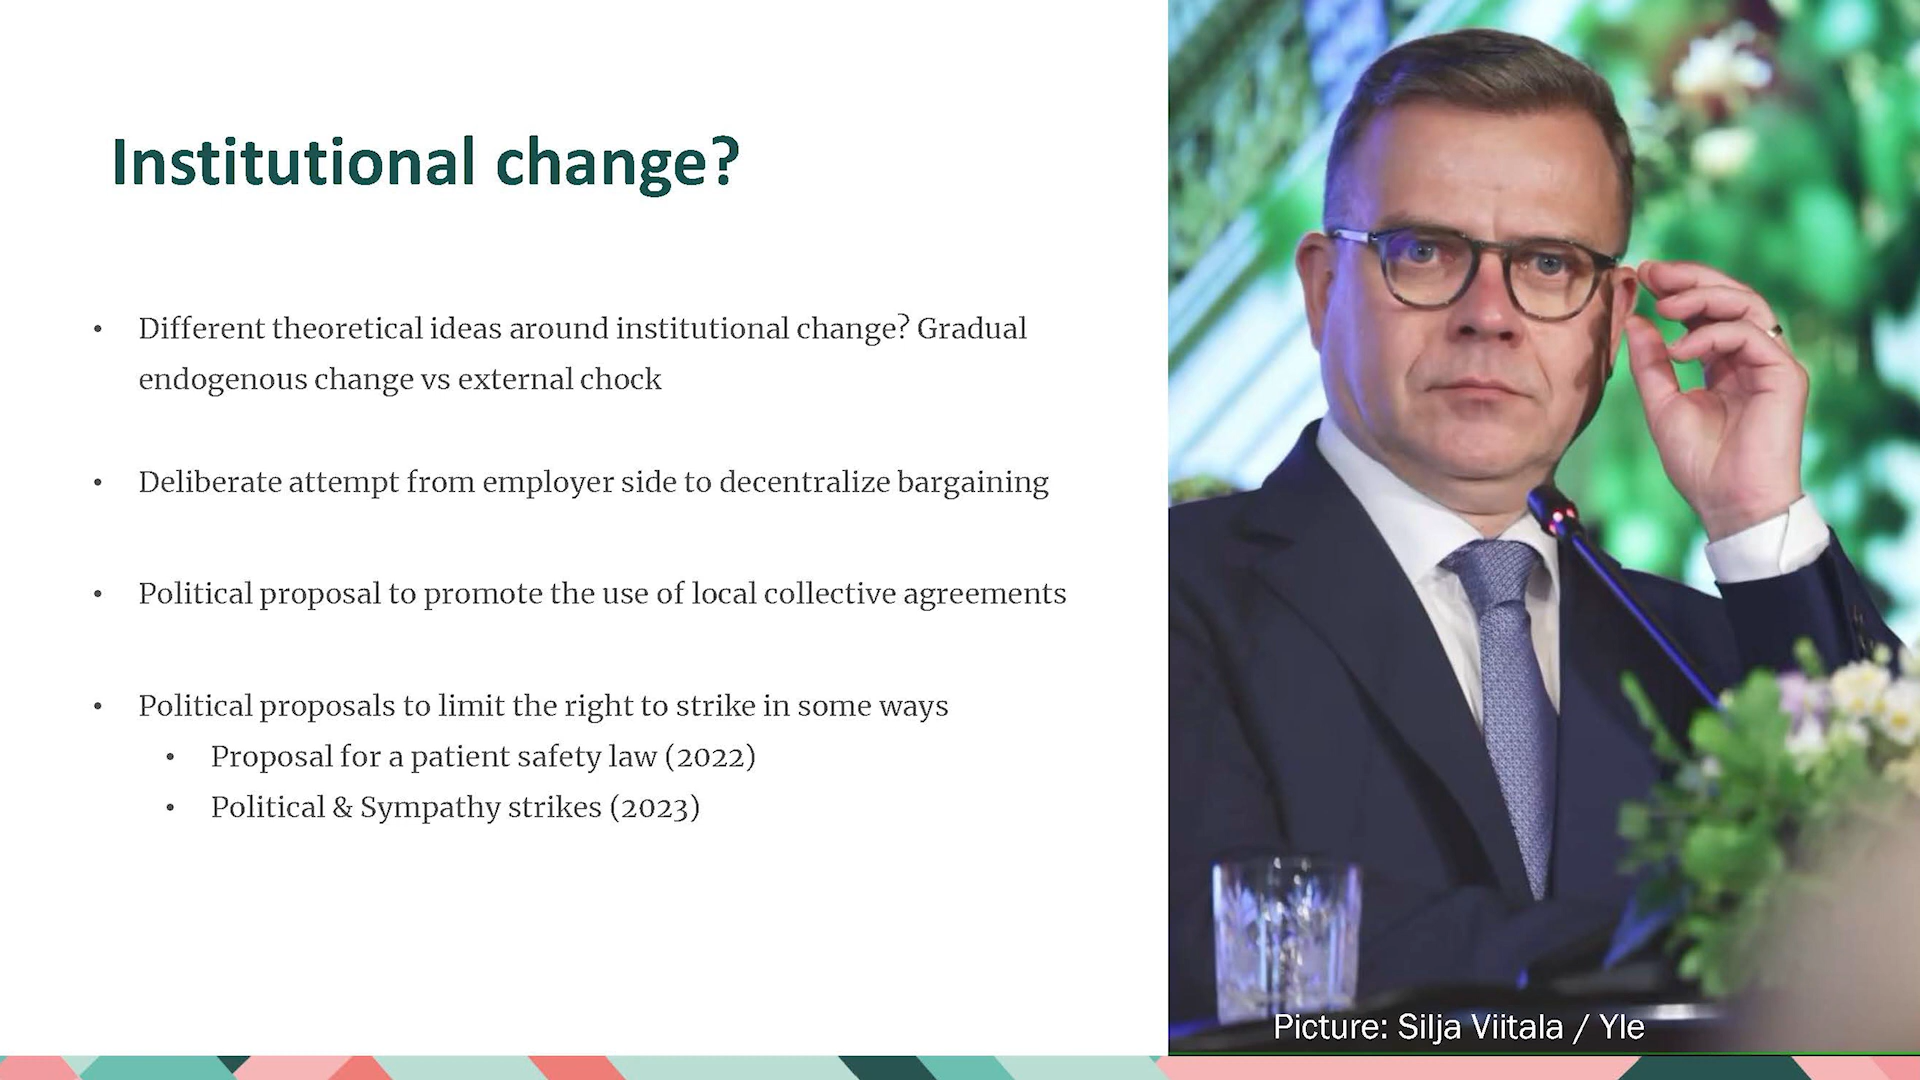 Institutional change?
• Different theoretical ideas around institutional change? Gradual
endogenous change vs external chock
• Deliberate attempt from employer side to decentralize bargaining
• Political proposal to promote the use of local collective agreements
• Political proposals to limit the right to strike in some ways
• Proposal for a patient safety law (2022)
• Political & Sympathy strikes (2023)
Picture: Silja Viitala / Yle